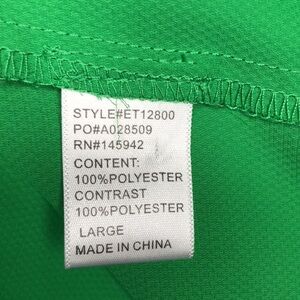 STYLE#ET12800
PO#A028509
RN#145942
CONTENT:
100%POLYESTER
CONTRAST
100%POLYESTER
LARGE
MADE IN CHINA